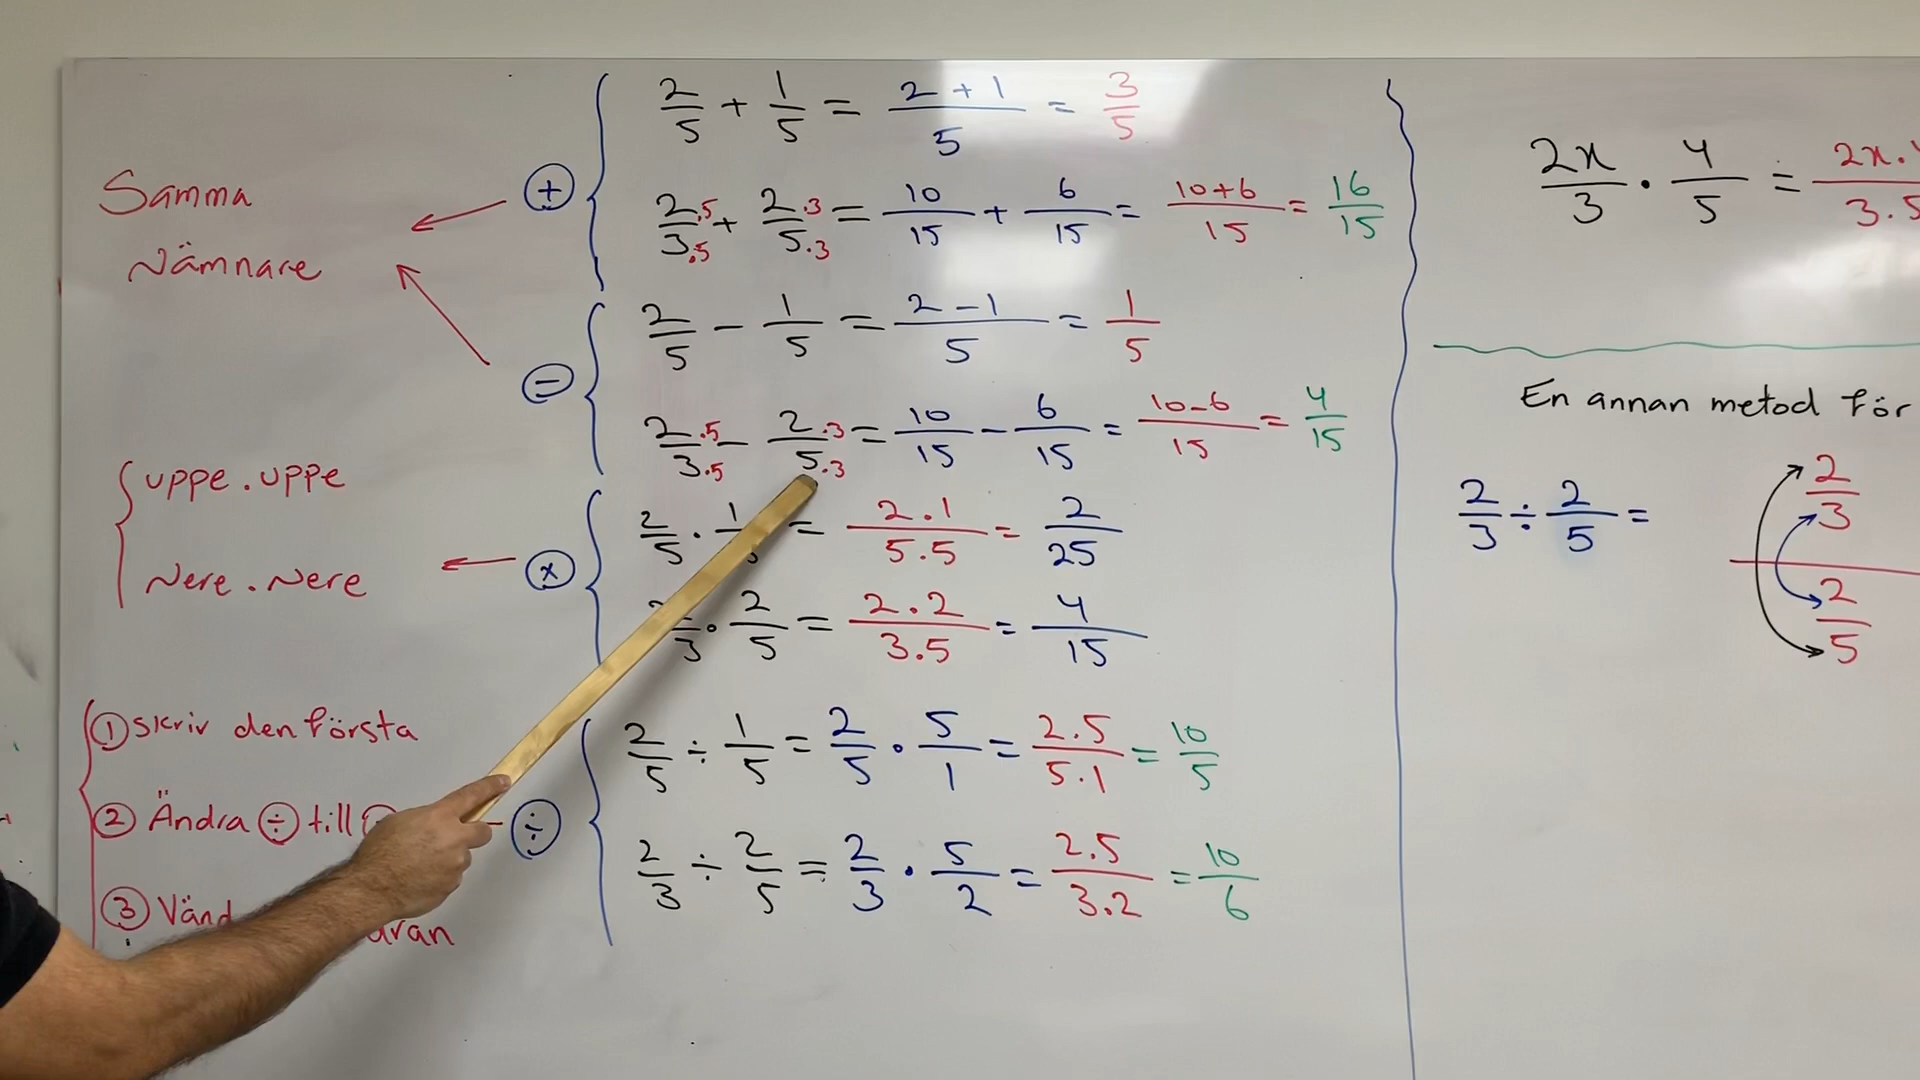 Samma
Nämnare
uppe . uppe
Nere . Nere
① skriv den första
② Ändra ÷ till
③ Vänd
⊕
2/5 + 1/5 = (2 + 1)/5 = 3/5
(2.5)/(3.5) + (2.3)/(5.3) = 10/15 + 6/15 = (10+6)/15 = 16/15
⊖
2/5 - 1/5 = (2 - 1)/5 = 1/5
(2.5)/(3.5) - (2.3)/(5.3) = 10/15 - 6/15 = (10-6)/15 = 4/15
ⓧ
2/5 . 1/5 = (2.1)/(5.5) = 2/25
2/3 . 2/5 = (2.2)/(3.5) = 4/15
÷
2/5 ÷ 1/5 = 2/5 . 5/1 = (2.5)/(5.1) = 10/5
2/3 ÷ 2/5 = 2/3 . 5/2 = (2.5)/(3.2) = 10/6
2x/3 . 4/5 = (2x.4)/(3.5)
En annan metod för
2/3 ÷ 2/5 =
2/3
2/5